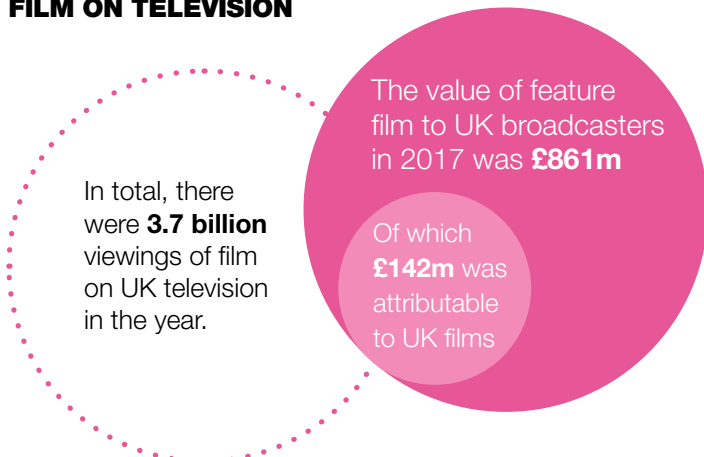 FILM ON TELEVISION
The value of feature
film to UK broadcasters
in 2017 was £861m
In total, there
were 3.7 billion
viewings of film
on UK television
in the year.
Of which
£142m was
attributable
to UK films